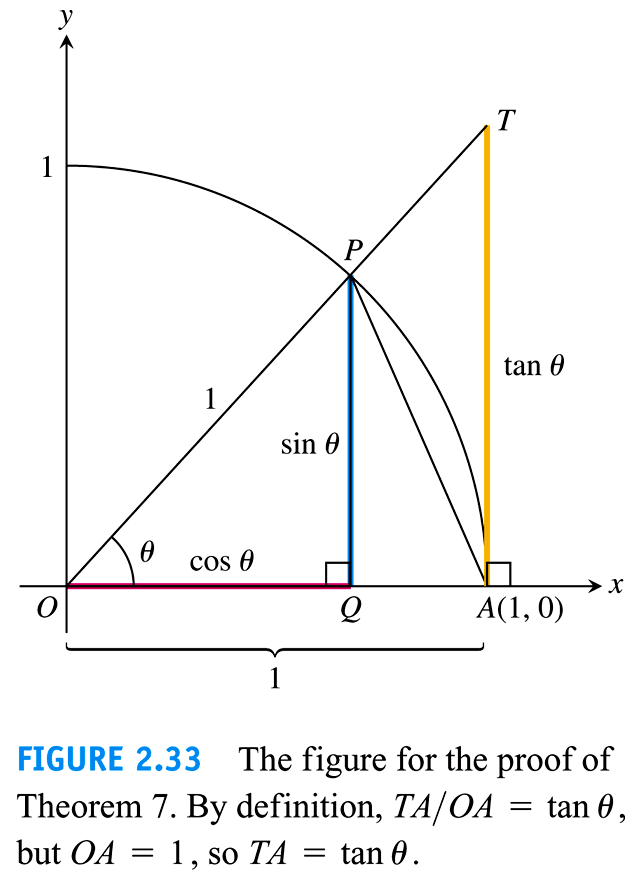 y
T
1
P
tan θ
1
sin θ
θ
cos θ
x
O
Q
A(1, 0)
1
FIGURE 2.33 The figure for the proof of
Theorem 7. By definition, TA/OA = tan θ,
but OA = 1, so TA = tan θ.